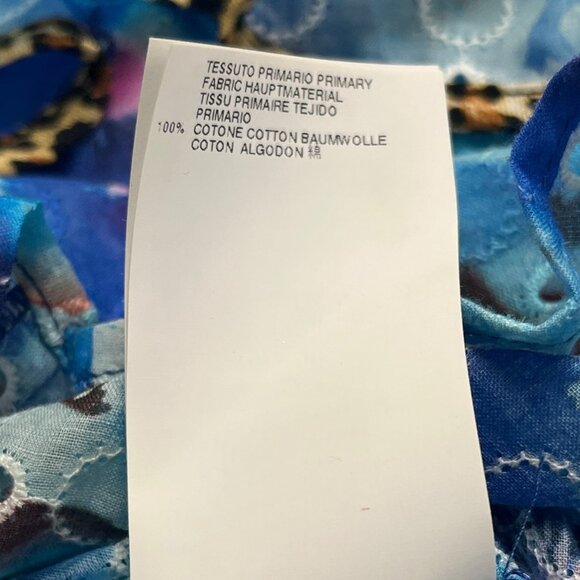 TESSUTO PRIMARIO PRIMARY
FABRIC HAUPTMATERIAL
TISSU PRIMAIRE TEJIDO
PRIMARIO
100% COTONE COTTON BAUMWOLLE
COTON ALGODON 綿